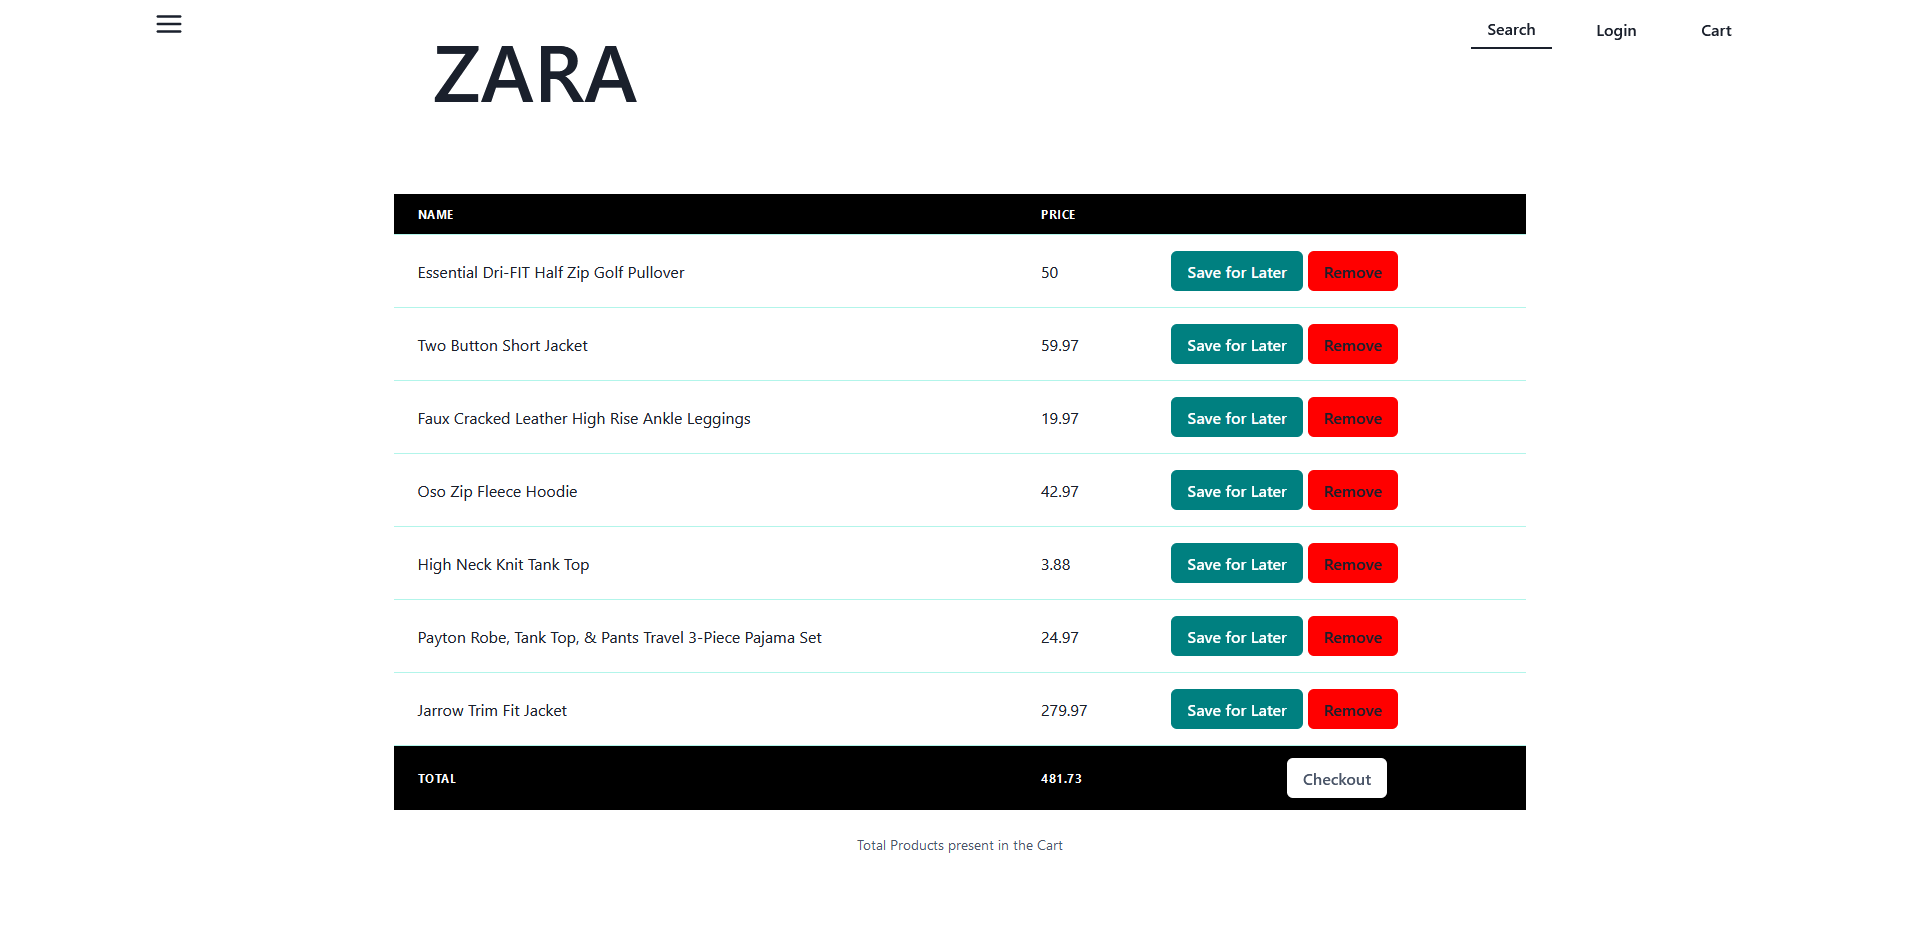 Search Login Cart
ZARA
NAME PRICE
Essential Dri-FIT Half Zip Golf Pullover 50 Save for Later Remove
Two Button Short Jacket 59.97 Save for Later Remove
Faux Cracked Leather High Rise Ankle Leggings 19.97 Save for Later Remove
Oso Zip Fleece Hoodie 42.97 Save for Later Remove
High Neck Knit Tank Top 3.88 Save for Later Remove
Payton Robe, Tank Top, & Pants Travel 3-Piece Pajama Set 24.97 Save for Later Remove
Jarrow Trim Fit Jacket 279.97 Save for Later Remove
TOTAL 481.73 Checkout
Total Products present in the Cart